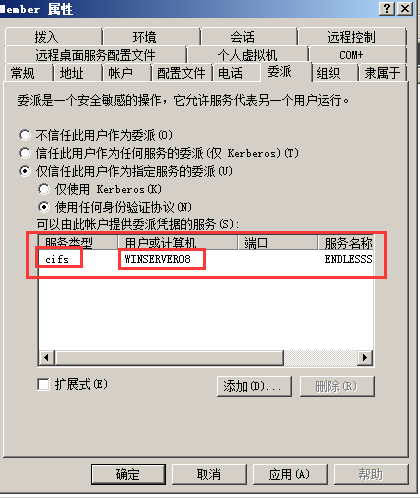 Member 属性
拨入 环境 会话 远程控制
远程桌面服务配置文件 个人虚拟机 COM+
常规 地址 帐户 配置文件 电话 委派 组织 隶属于
委派是一个安全敏感的操作，它允许服务代表另一个用户运行。
不信任此用户作为委派(O)
信任此用户作为任何服务的委派(仅 Kerberos)(T)
仅信任此用户作为指定服务的委派(U)
仅使用 Kerberos(K)
使用任何身份验证协议(N)
可以由此帐户提供委派凭据的服务(S):
服务类型 用户或计算机 端口 服务名称
cifs WINSERVER08 ENDLESSS
扩展式(E) 添加(D)... 删除(R)
确定 取消 应用(A) 帮助